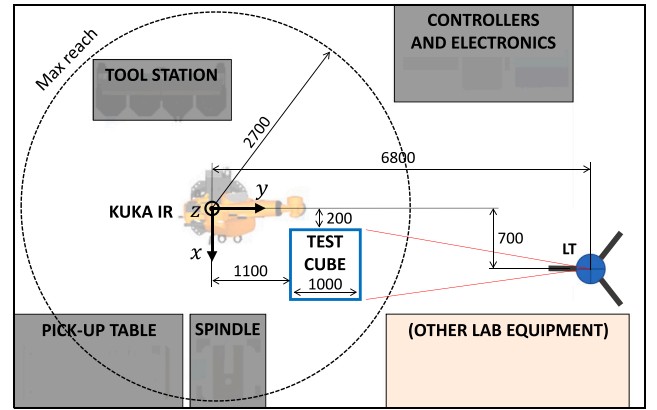 CONTROLLERS
AND ELECTRONICS
Max reach
TOOL STATION
2700
6800
y
KUKA IR
z
200
x
TEST
CUBE
700
LT
1100
1000
PICK-UP TABLE
SPINDLE
(OTHER LAB EQUIPMENT)